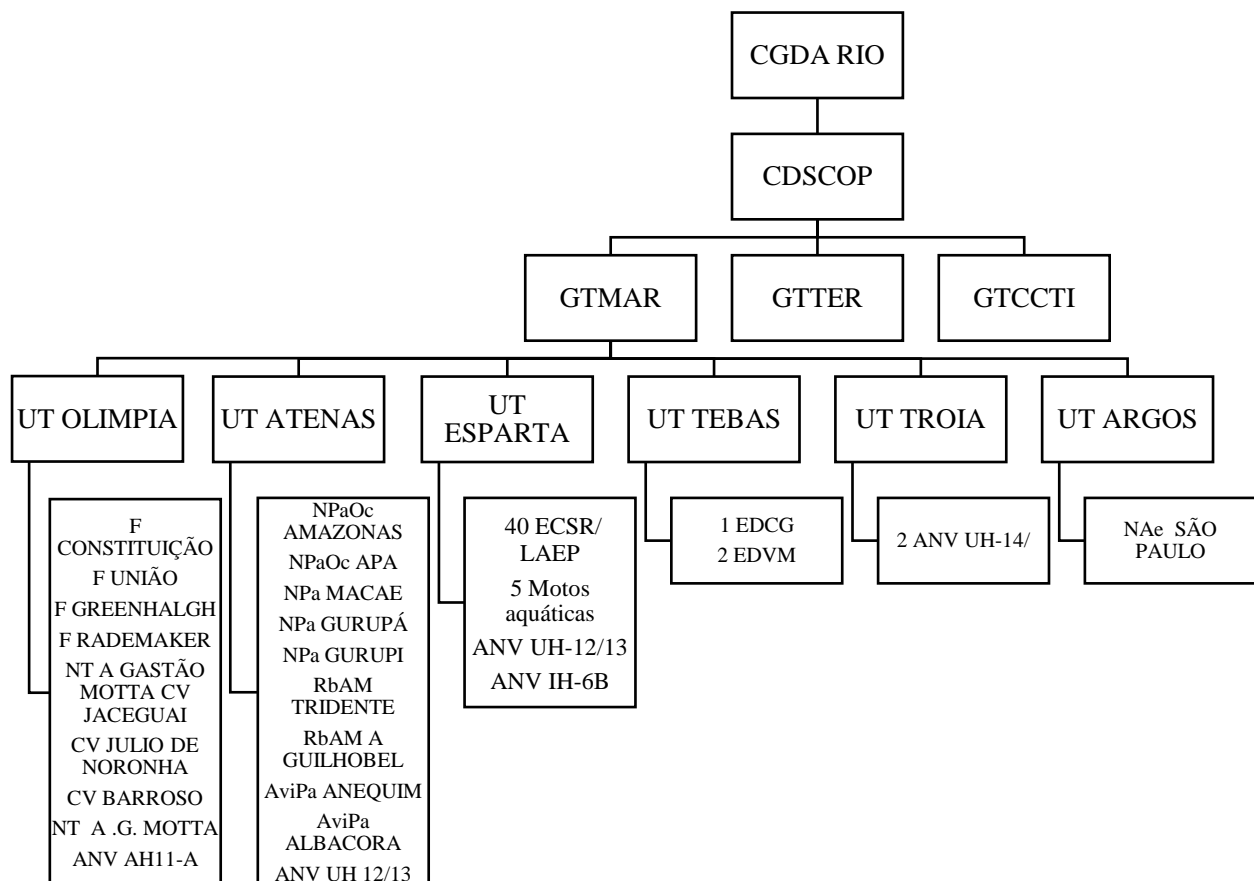 CGDA RIO
CDSCOP
GTMAR
GTTER
GTCCTI
UT OLIMPIA
UT ATENAS
UT
ESPARTA
UT TEBAS
UT TROIA
UT ARGOS
F
CONSTITUIÇÃO
F UNIÃO
F GREENHALGH
F RADEMAKER
NT A GASTÃO
MOTTA CV
JACEGUAI
CV JULIO DE
NORONHA
CV BARROSO
NT A .G. MOTTA
ANV AH11-A
NPaOc
AMAZONAS
NPaOc APA
NPa MACAE
NPa GURUPÁ
NPa GURUPI
RbAM
TRIDENTE
RbAM A
GUILHOBEL
AviPa ANEQUIM
AviPa
ALBACORA
ANV UH 12/13
40 ECSR/
LAEP
5 Motos
aquáticas
ANV UH-12/13
ANV IH-6B
1 EDCG
2 EDVM
2 ANV UH-14/
NAe SÃO
PAULO